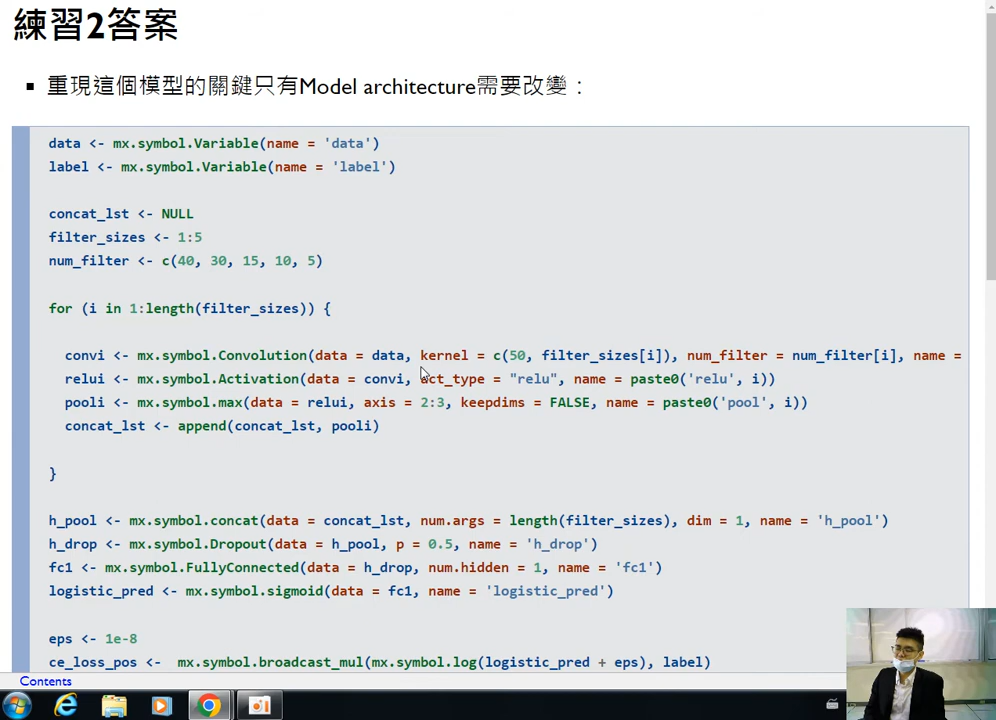 練習2答案
▪ 重現這個模型的關鍵只有Model architecture需要改變：
data <- mx.symbol.Variable(name = 'data')
label <- mx.symbol.Variable(name = 'label')
concat_lst <- NULL
filter_sizes <- 1:5
num_filter <- c(40, 30, 15, 10, 5)
for (i in 1:length(filter_sizes)) {
convi <- mx.symbol.Convolution(data = data, kernel = c(50, filter_sizes[i]), num_filter = num_filter[i], name =
relui <- mx.symbol.Activation(data = convi, act_type = "relu", name = paste0('relu', i))
pooli <- mx.symbol.max(data = relui, axis = 2:3, keepdims = FALSE, name = paste0('pool', i))
concat_lst <- append(concat_lst, pooli)
}
h_pool <- mx.symbol.concat(data = concat_lst, num.args = length(filter_sizes), dim = 1, name = 'h_pool')
h_drop <- mx.symbol.Dropout(data = h_pool, p = 0.5, name = 'h_drop')
fc1 <- mx.symbol.FullyConnected(data = h_drop, num.hidden = 1, name = 'fc1')
logistic_pred <- mx.symbol.sigmoid(data = fc1, name = 'logistic_pred')
eps <- 1e-8
ce_loss_pos <-  mx.symbol.broadcast_mul(mx.symbol.log(logistic_pred + eps), label)
Contents